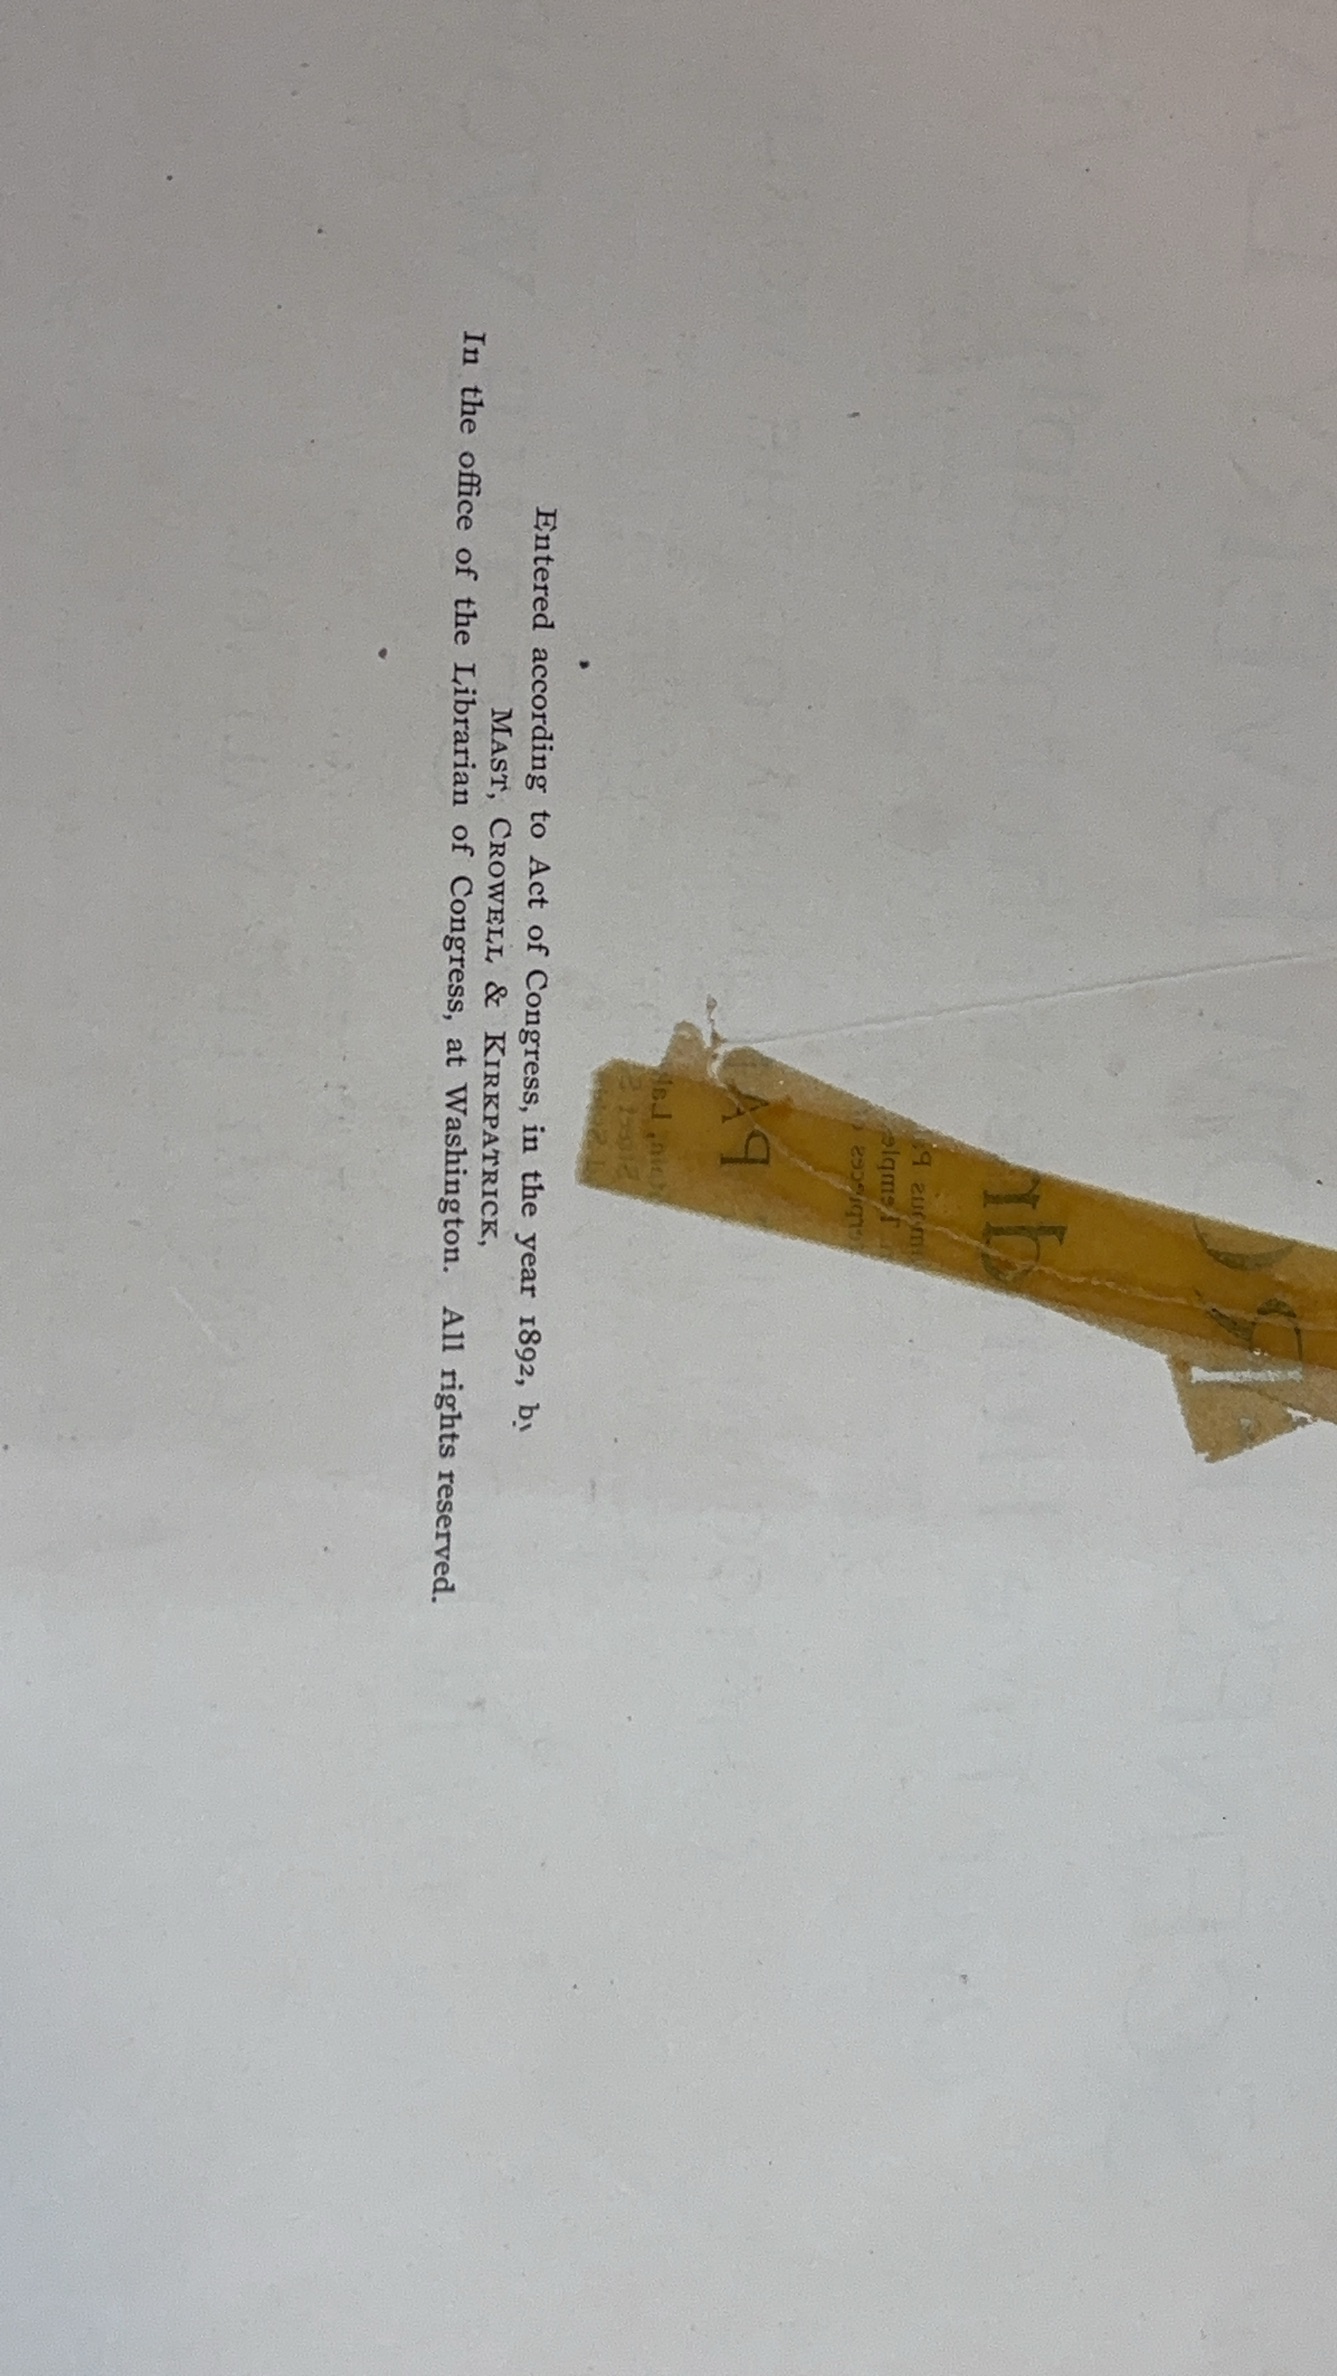 Entered according to Act of Congress, in the year 1892, by
MAST, CROWELL & KIRKPATRICK,
In the office of the Librarian of Congress, at Washington. All rights reserved.